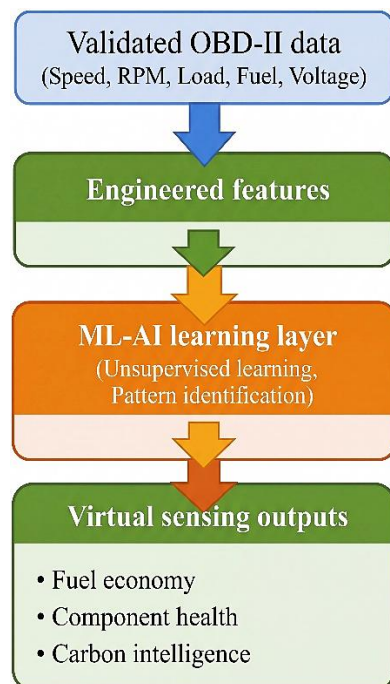 Validated OBD-II data
(Speed, RPM, Load, Fuel, Voltage)
Engineered features
ML-AI learning layer
(Unsupervised learning,
Pattern identification)
Virtual sensing outputs
• Fuel economy
• Component health
• Carbon intelligence